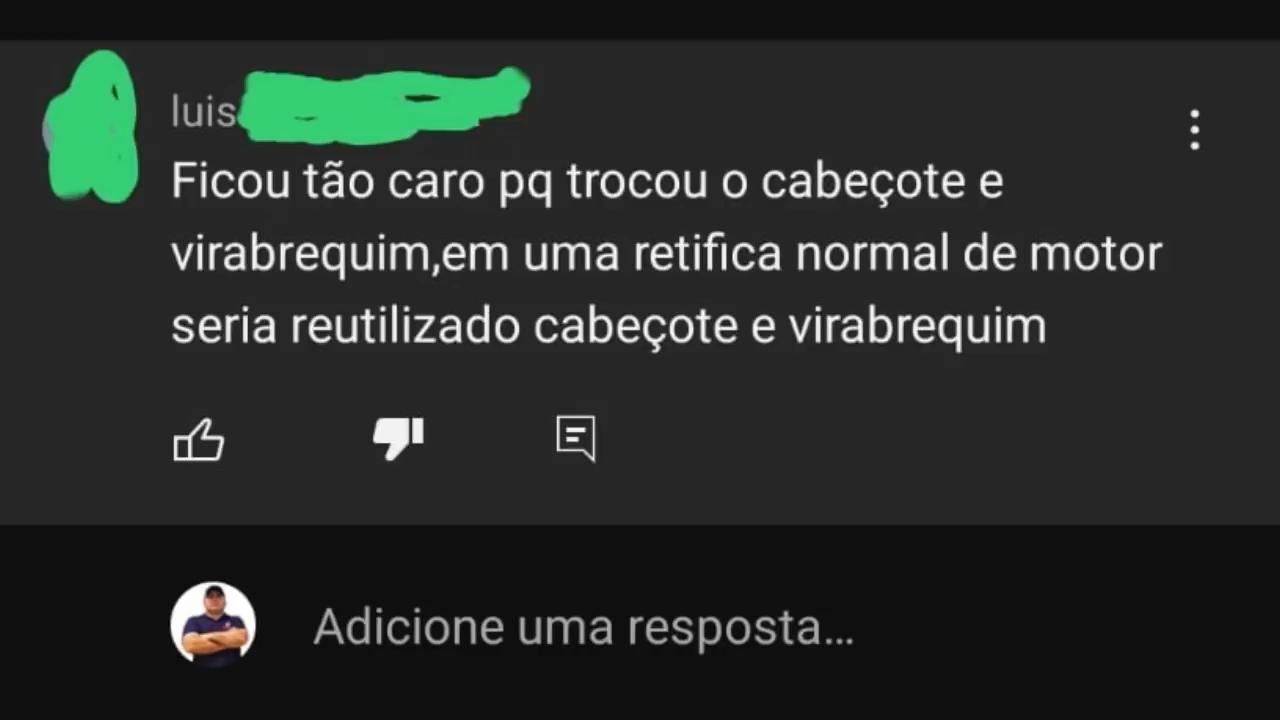 luis
Ficou tão caro pq trocou o cabeçote e
virabrequim,em uma retifica normal de motor
seria reutilizado cabeçote e virabrequim
Adicione uma resposta...